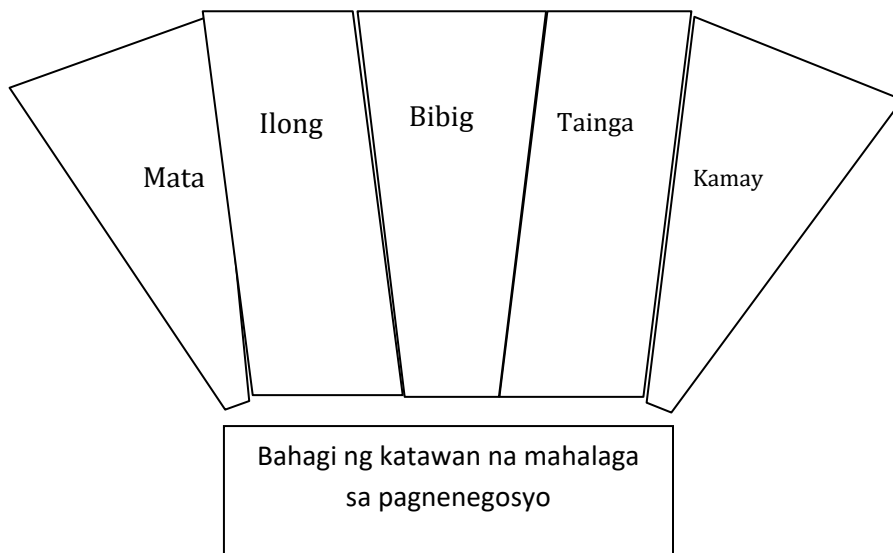 Mata
Ilong
Bibig
Tainga
Kamay
Bahagi ng katawan na mahalaga
sa pagnenegosyo